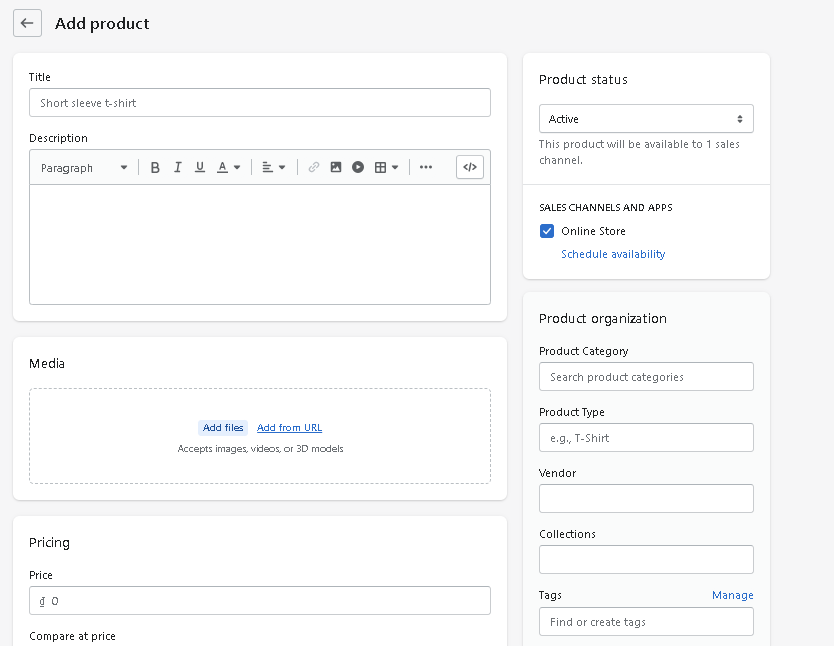 Add product
Title
Short sleeve t-shirt
Description
Paragraph B I U A </>
Media
Add files Add from URL
Accepts images, videos, or 3D models
Pricing
Price
₫ 0
Compare at price
Product status
Active
This product will be available to 1 sales
channel.
SALES CHANNELS AND APPS
Online Store
Schedule availability
Product organization
Product Category
Search product categories
Product Type
e.g., T-Shirt
Vendor
Collections
Tags Manage
Find or create tags